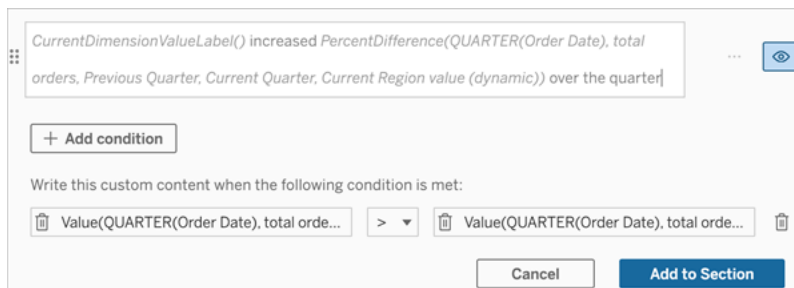 CurrentDimensionValueLabel() increased PercentDifference(QUARTER(Order Date), total
orders, Previous Quarter, Current Quarter, Current Region value (dynamic)) over the quarter
+ Add condition
Write this custom content when the following condition is met:
Value(QUARTER(Order Date), total orde... > Value(QUARTER(Order Date), total orde...
Cancel Add to Section